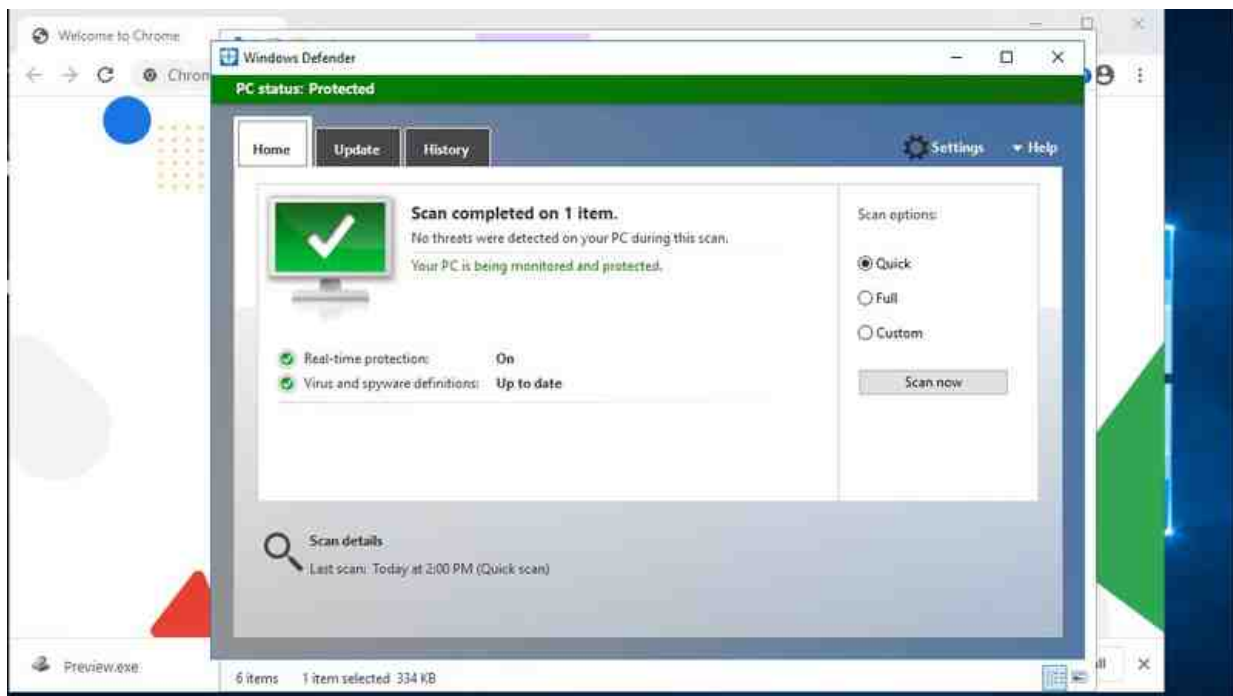 Welcome to Chrome
Chrom
Windows Defender
PC status: Protected
Home
Update
History
Settings
Help
Scan completed on 1 item.
No threats were detected on your PC during this scan.
Your PC is being monitored and protected.
Real-time protection: On
Virus and spyware definitions: Up to date
Scan options:
Quick
Full
Custom
Scan now
Scan details
Last scan: Today at 2:00 PM (Quick scan)
Preview.exe
6 items 1 item selected 334 KB